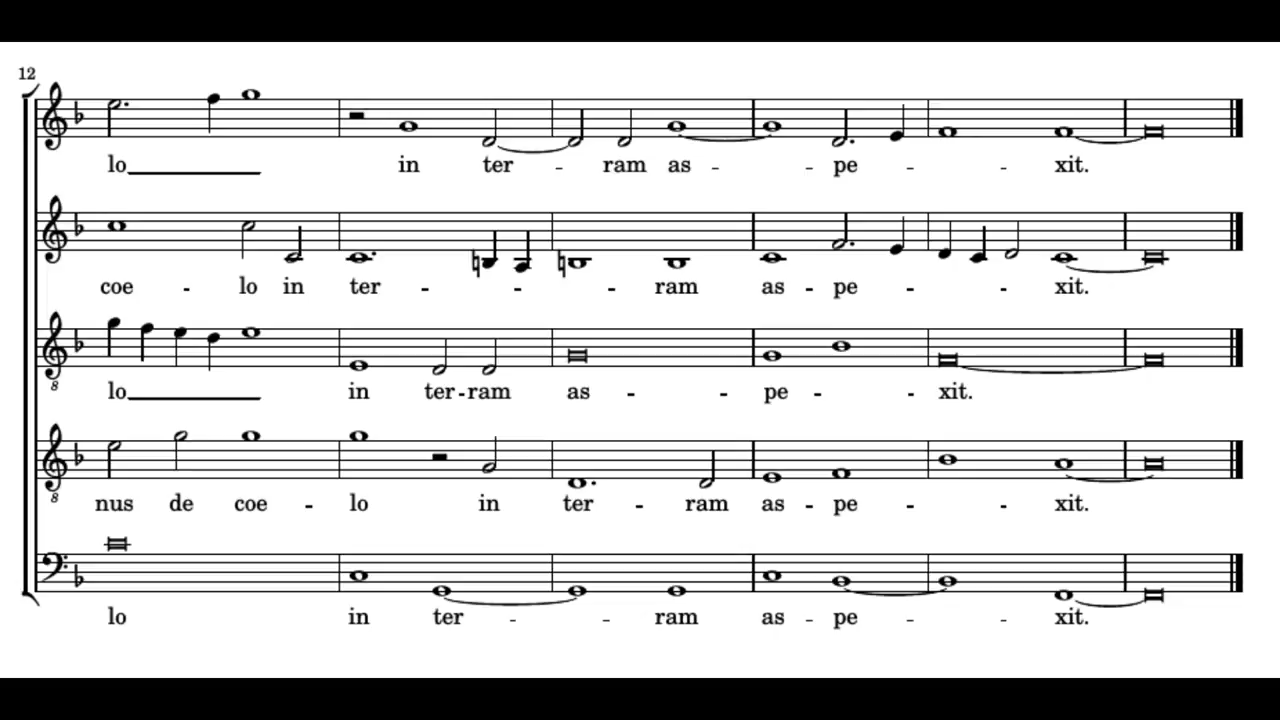 12
lo in ter - ram as - - pe - - xit.
coe - lo in ter - - - - ram as - pe - - - xit.
8
lo in ter - ram as - - pe - - xit.
8
nus de coe - lo in ter - ram as - pe - - xit.
lo in ter - - ram as - pe - - xit.